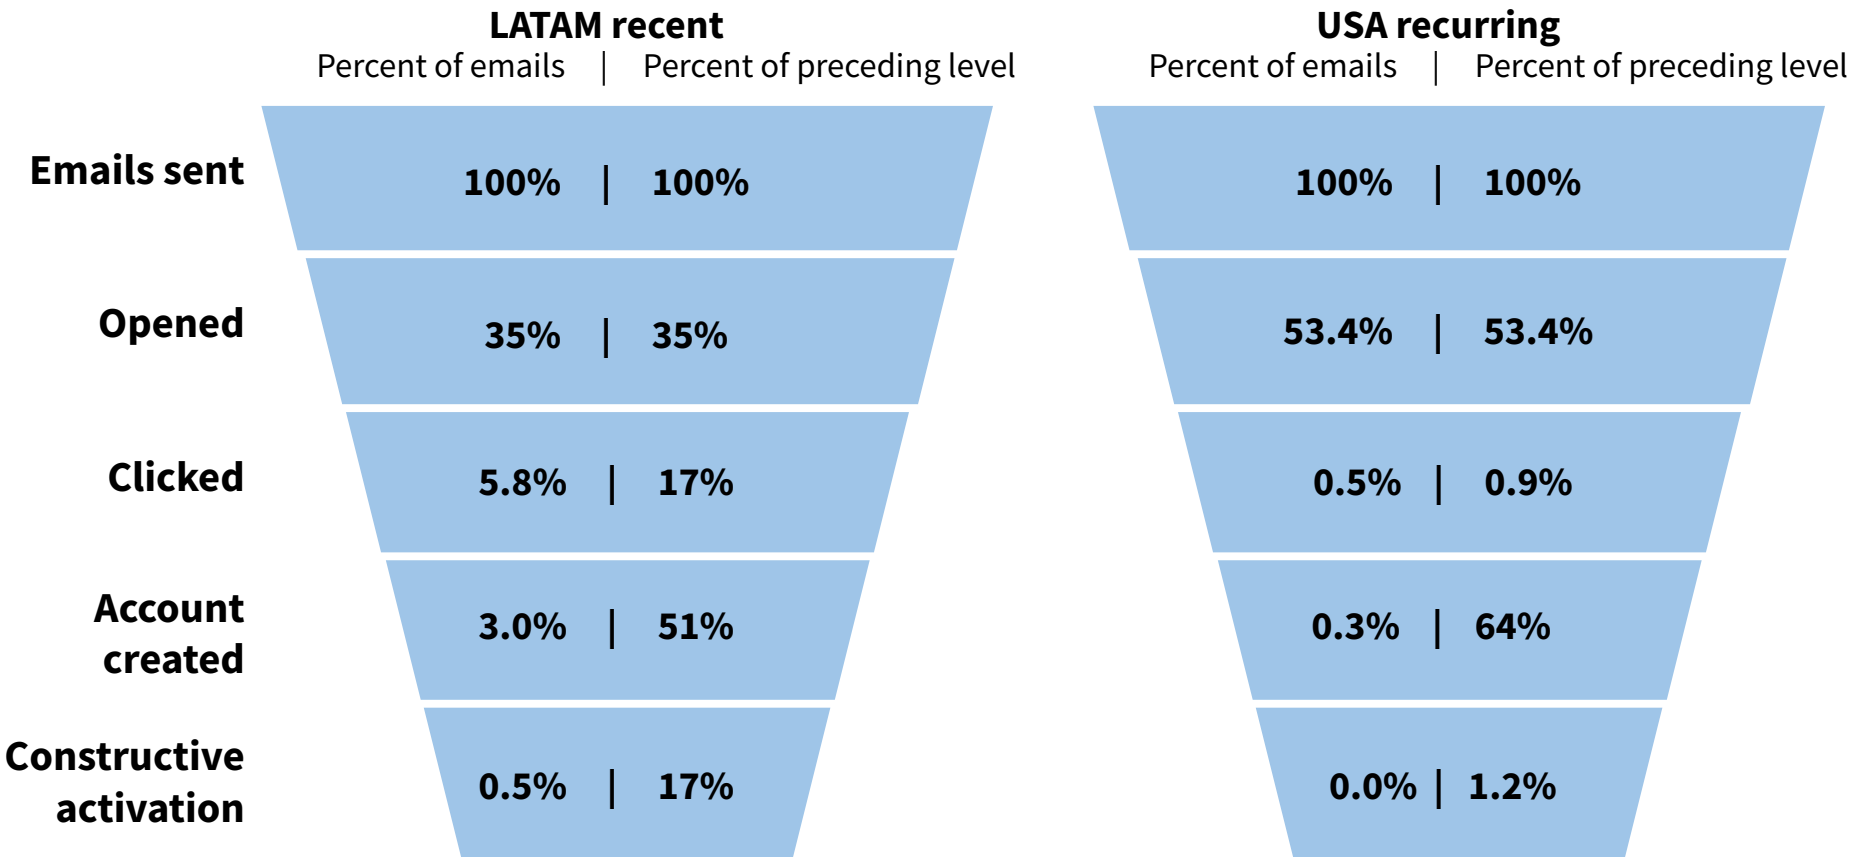 LATAM recent
Percent of emails | Percent of preceding level
USA recurring
Percent of emails | Percent of preceding level
Emails sent
100% | 100%
100% | 100%
Opened
35% | 35%
53.4% | 53.4%
Clicked
5.8% | 17%
0.5% | 0.9%
Account
created
3.0% | 51%
0.3% | 64%
Constructive
activation
0.5% | 17%
0.0% | 1.2%